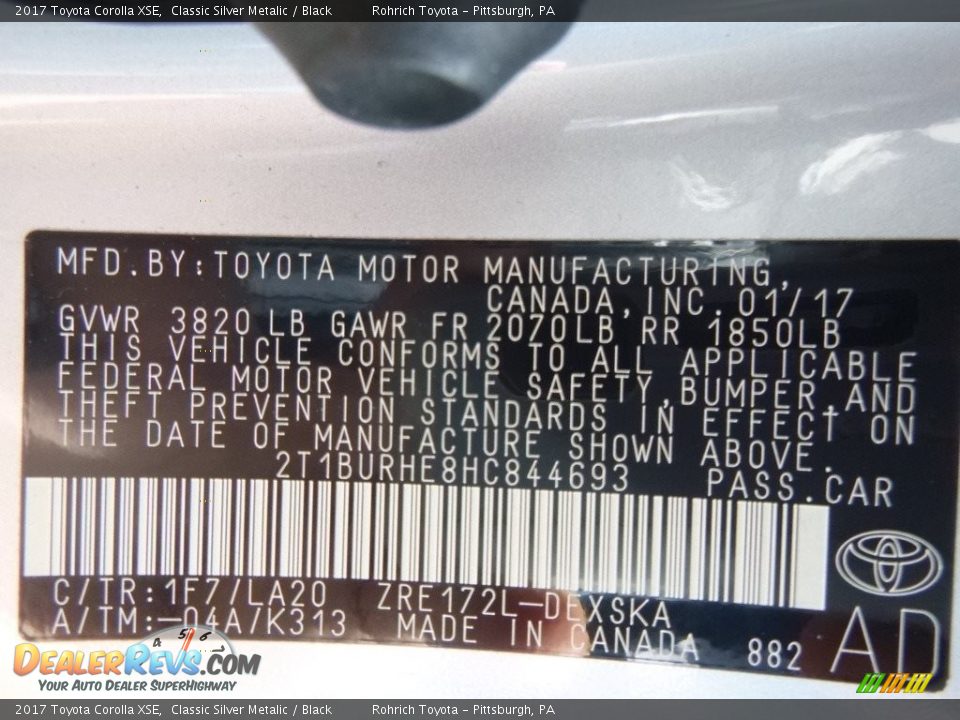 2017 Toyota Corolla XSE,  Classic Silver Metalic / Black          Rohrich Toyota - Pittsburgh, PA
MFD.BY:TOYOTA MOTOR MANUFACTURING,
CANADA,INC.01/17
GVWR 3820LB GAWR FR 2070LB RR 1850LB
THIS VEHICLE CONFORMS TO ALL APPLICABLE
FEDERAL MOTOR VEHICLE SAFETY,BUMPER AND
THEFT PREVENTION STANDARDS IN EFFECT ON
THE DATE OF MANUFACTURE SHOWN ABOVE.
2T1BURHE8HC844693 PASS.CAR
C/TR:1F7/LA20 ZRE172L-DEXSKA
A/TM:-04A/K313 MADE IN CANADA 882 AD
4 5 6
DEALERREVS.COM
YOUR AUTO DEALER SUPERHIGHWAY
2017 Toyota Corolla XSE,  Classic Silver Metalic / Black          Rohrich Toyota - Pittsburgh, PA